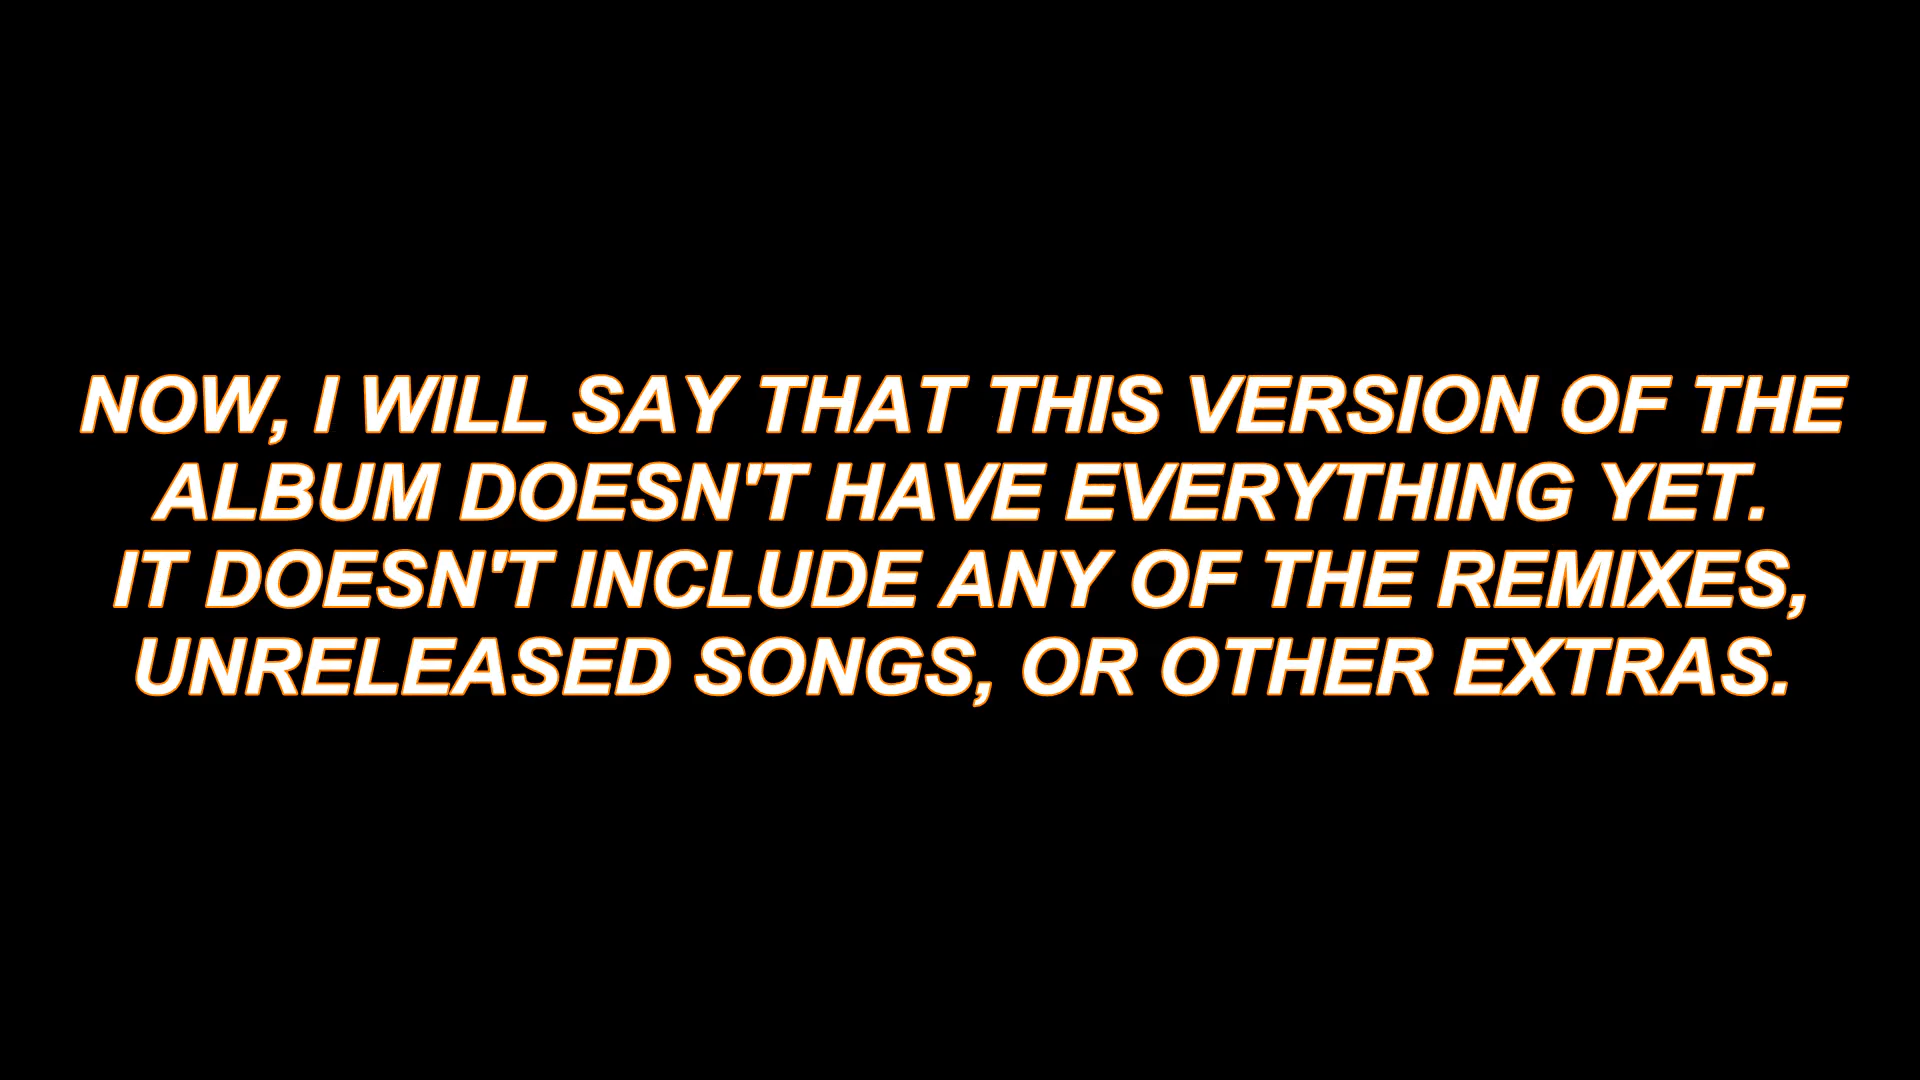 NOW, I WILL SAY THAT THIS VERSION OF THE
ALBUM DOESN'T HAVE EVERYTHING YET.
IT DOESN'T INCLUDE ANY OF THE REMIXES,
UNRELEASED SONGS, OR OTHER EXTRAS.